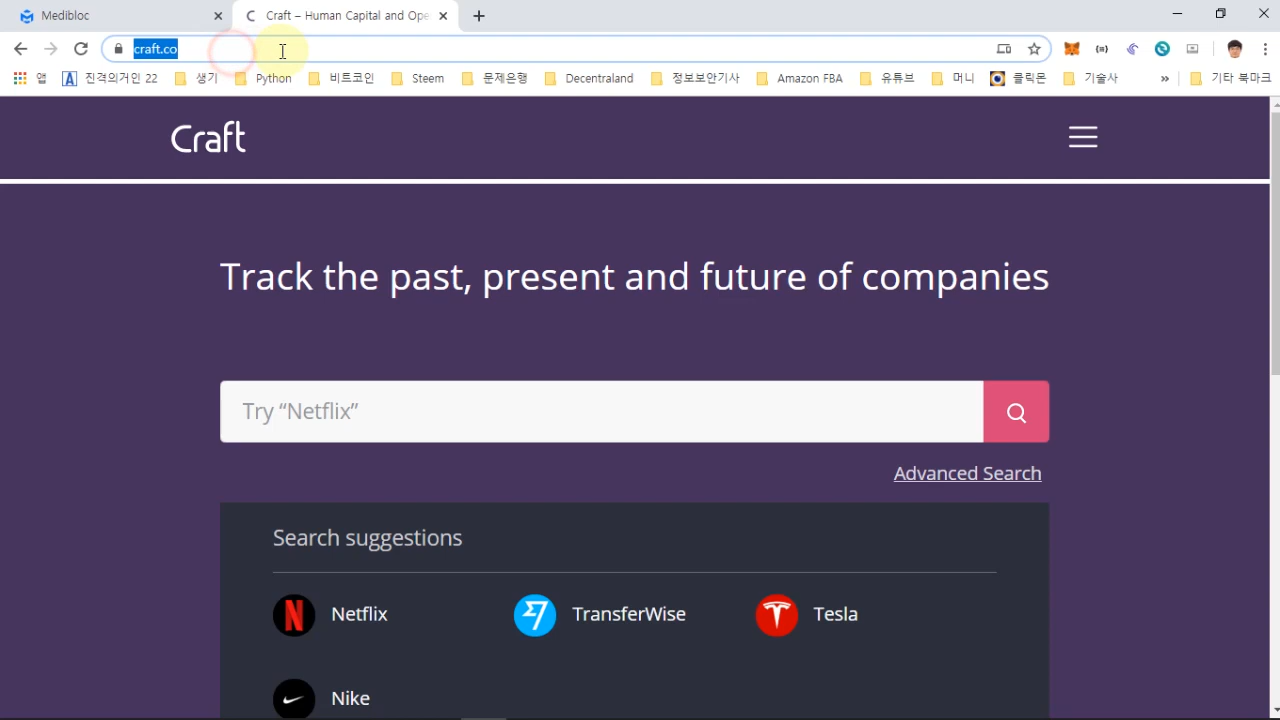 Medibloc
Craft – Human Capital and Ope
craft.co
앱
진격의거인 22
생기
Python
비트코인
Steem
문제은행
Decentraland
정보보안기사
Amazon FBA
유튜브
머니
클릭몬
기술사
»
기타 북마크
Craft
Track the past, present and future of companies
Try “Netflix”
Advanced Search
Search suggestions
Netflix
TransferWise
Tesla
Nike